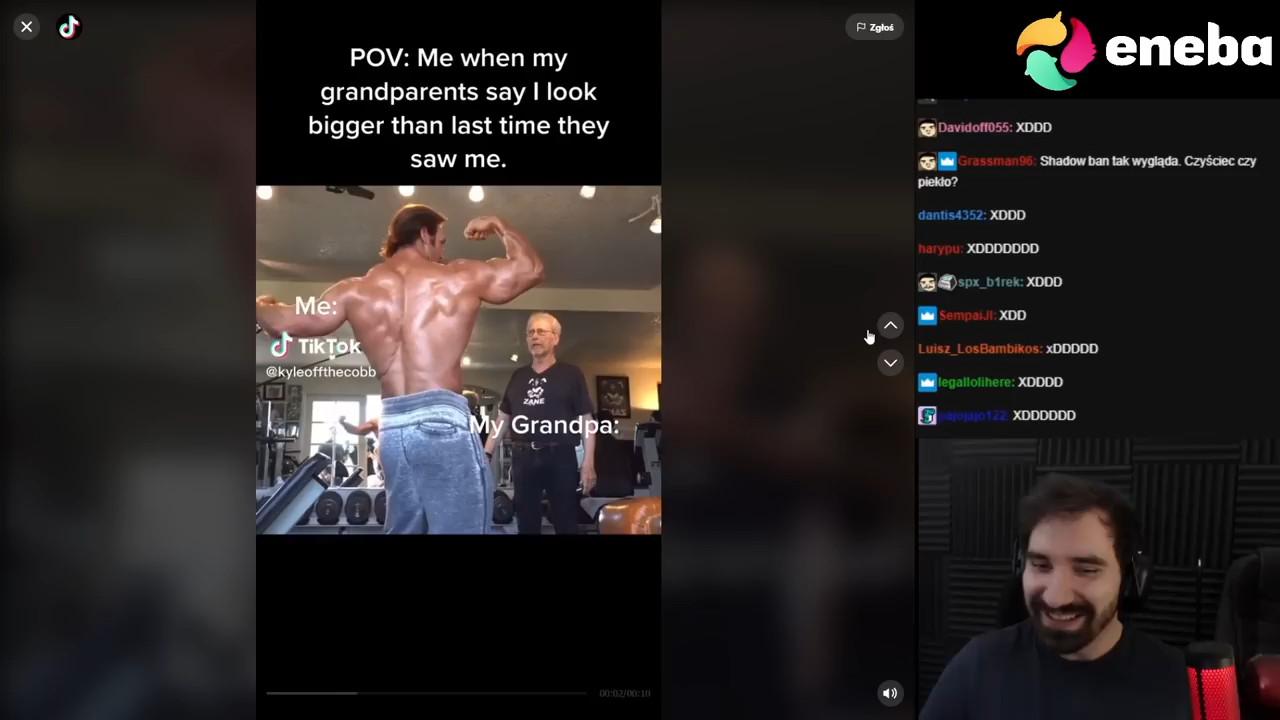 Zgłoś
POV: Me when my
grandparents say I look
bigger than last time they
saw me.
Me:
TikTok
@kyleoffthecobb
ZANE
My Grandpa:
00:02/00:10
eneba
Davidoff055: XDDD
Grassman96: Shadow ban tak wygląda. Czyściec czy
piekło?
dantis4352: XDDD
harypu: XDDDDDDD
spx_b1rek: XDDD
SempaiJI: XDD
Luisz_LosBambikos: xDDDDD
legallolihere: XDDDD
pajojajo122: XDDDDDD